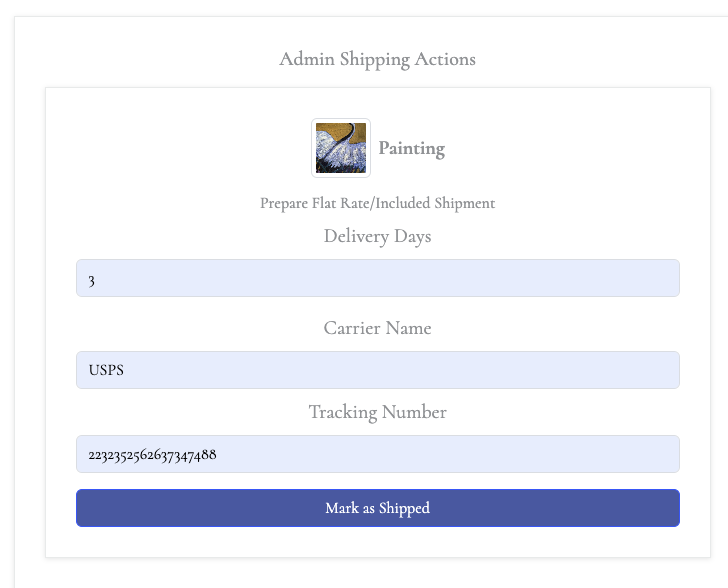 Admin Shipping Actions
Painting
Prepare Flat Rate/Included Shipment
Delivery Days
3
Carrier Name
USPS
Tracking Number
2232352562637347488
Mark as Shipped